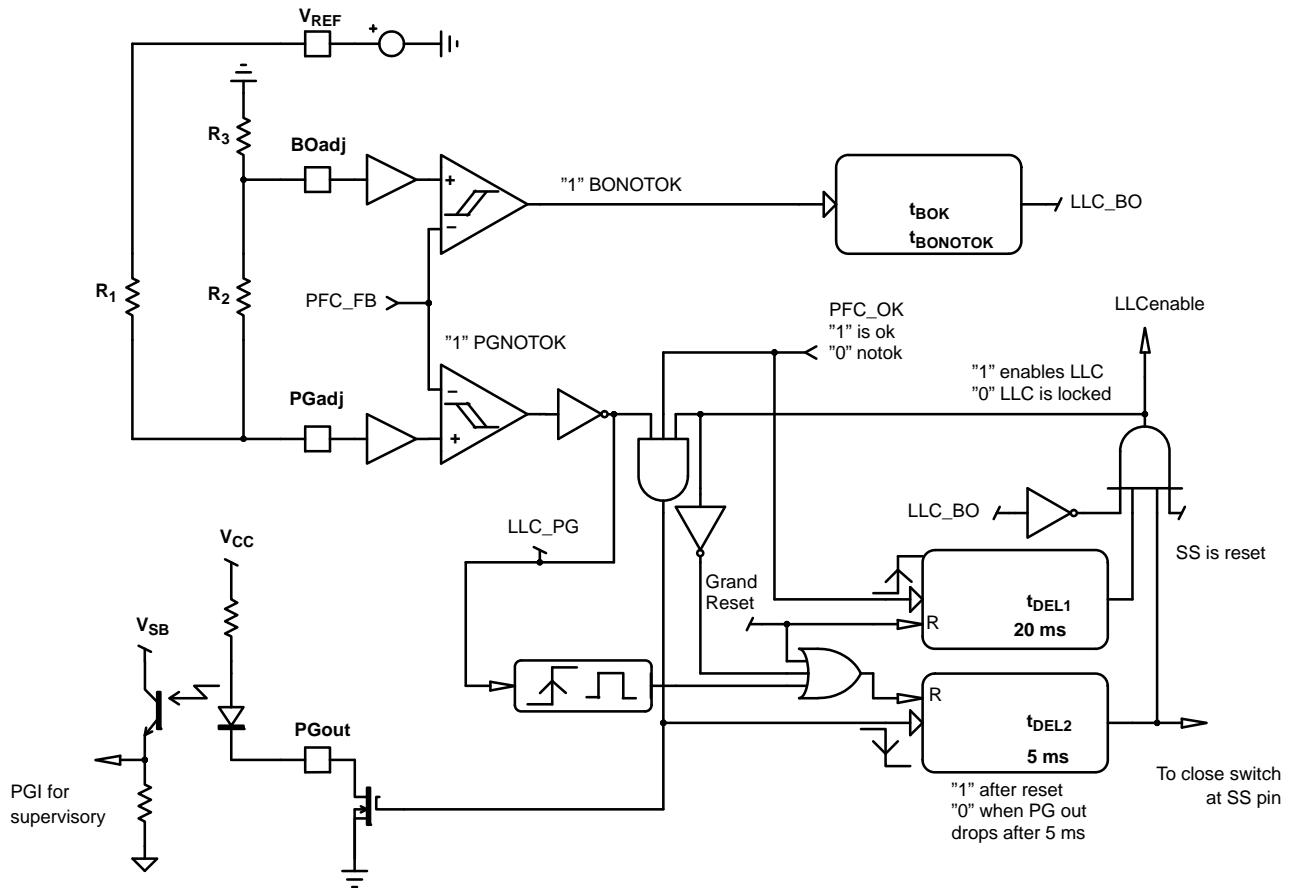 VREF
+
R3
BOadj
+
−
"1" BONOTOK
tBOK
tBONOTOK
LLC_BO
R1
R2
PFC_FB
PFC_OK
"1" is ok
"0" notok
LLCenable
"1" PGNOTOK
"1" enables LLC
"0" LLC is locked
PGadj
−
+
LLC_BO
LLC_PG
SS is reset
VCC
Grand
Reset
tDEL1
20 ms
R
VSB
R
tDEL2
5 ms
PGout
PGI for
supervisory
"1" after reset
"0" when PG out
drops after 5 ms
To close switch
at SS pin